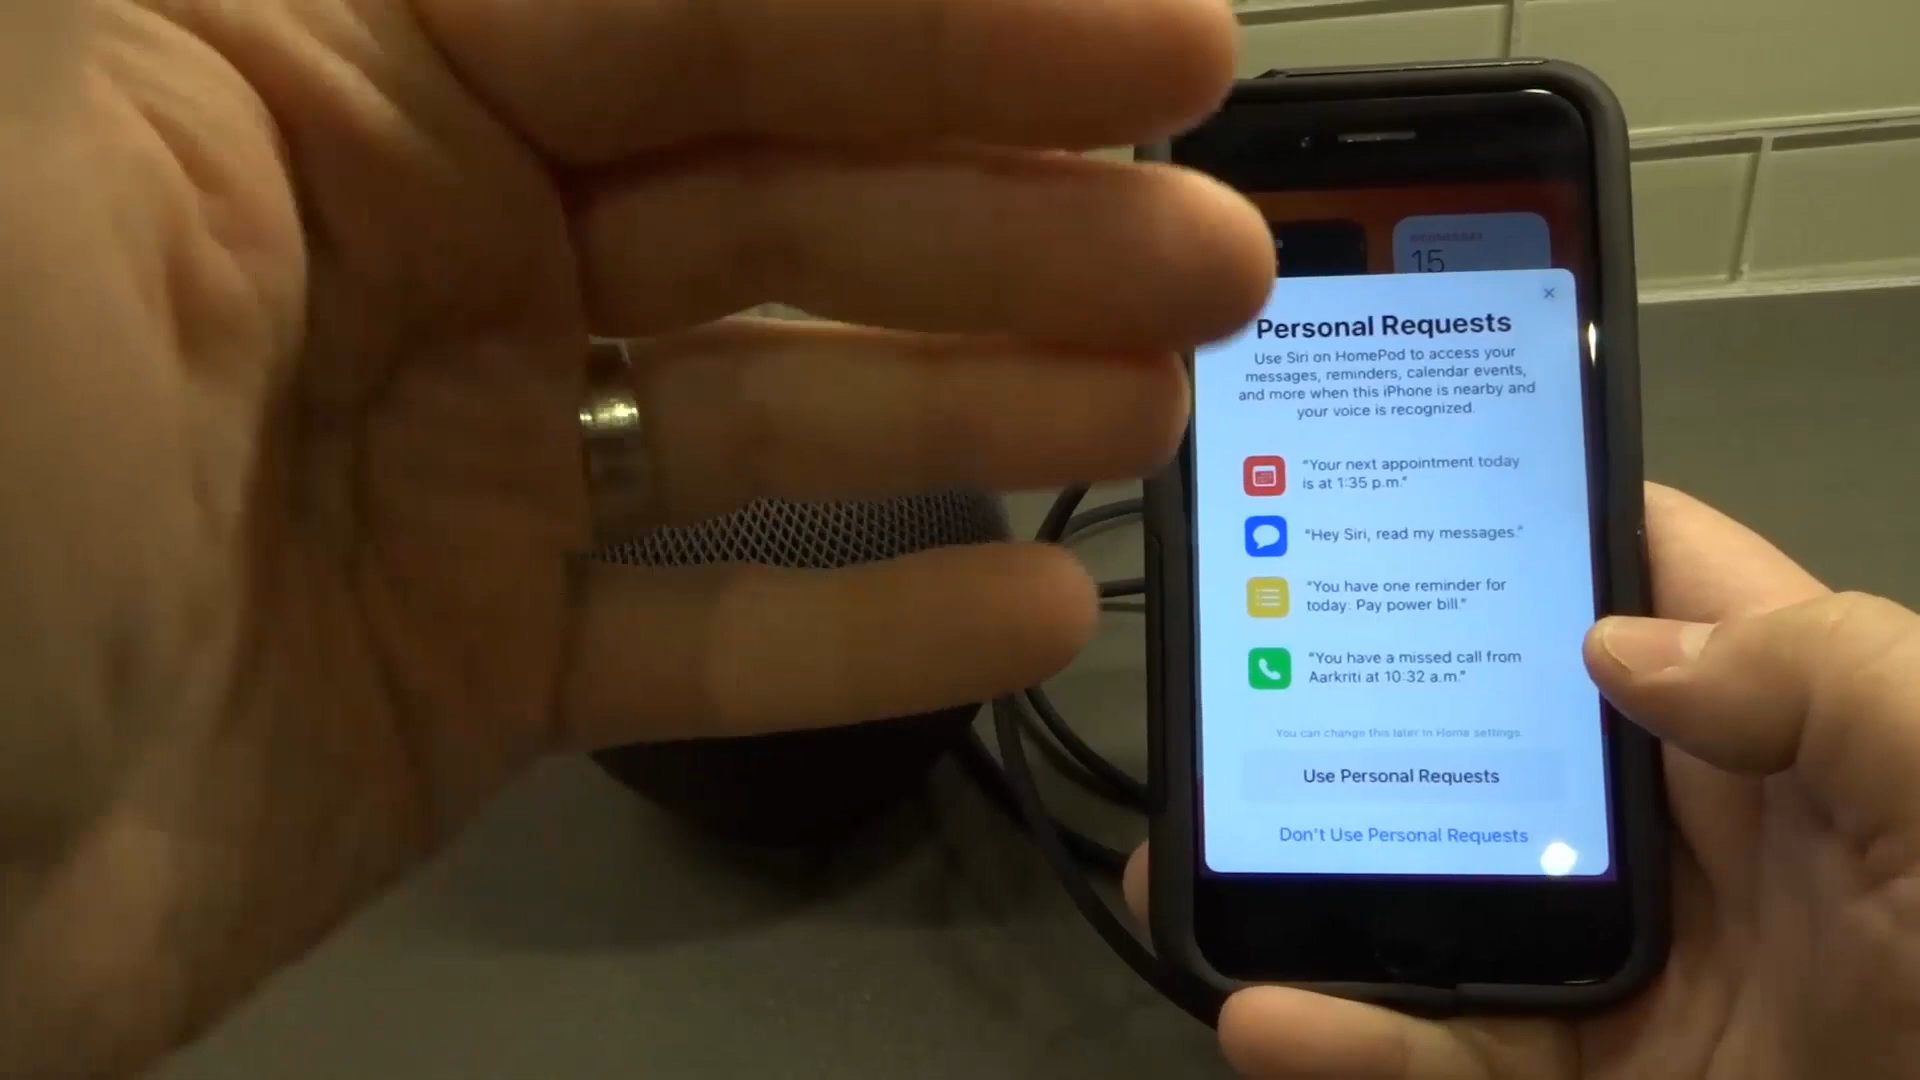 WEDNESDAY
15
Personal Requests
Use Siri on HomePod to access your
messages, reminders, calendar events,
and more when this iPhone is nearby and
your voice is recognized.
"Your next appointment today
is at 1:35 p.m."
"Hey Siri, read my messages."
"You have one reminder for
today: Pay power bill."
"You have a missed call from
Aarkriti at 10:32 a.m."
You can change this later in Home settings.
Use Personal Requests
Don't Use Personal Requests